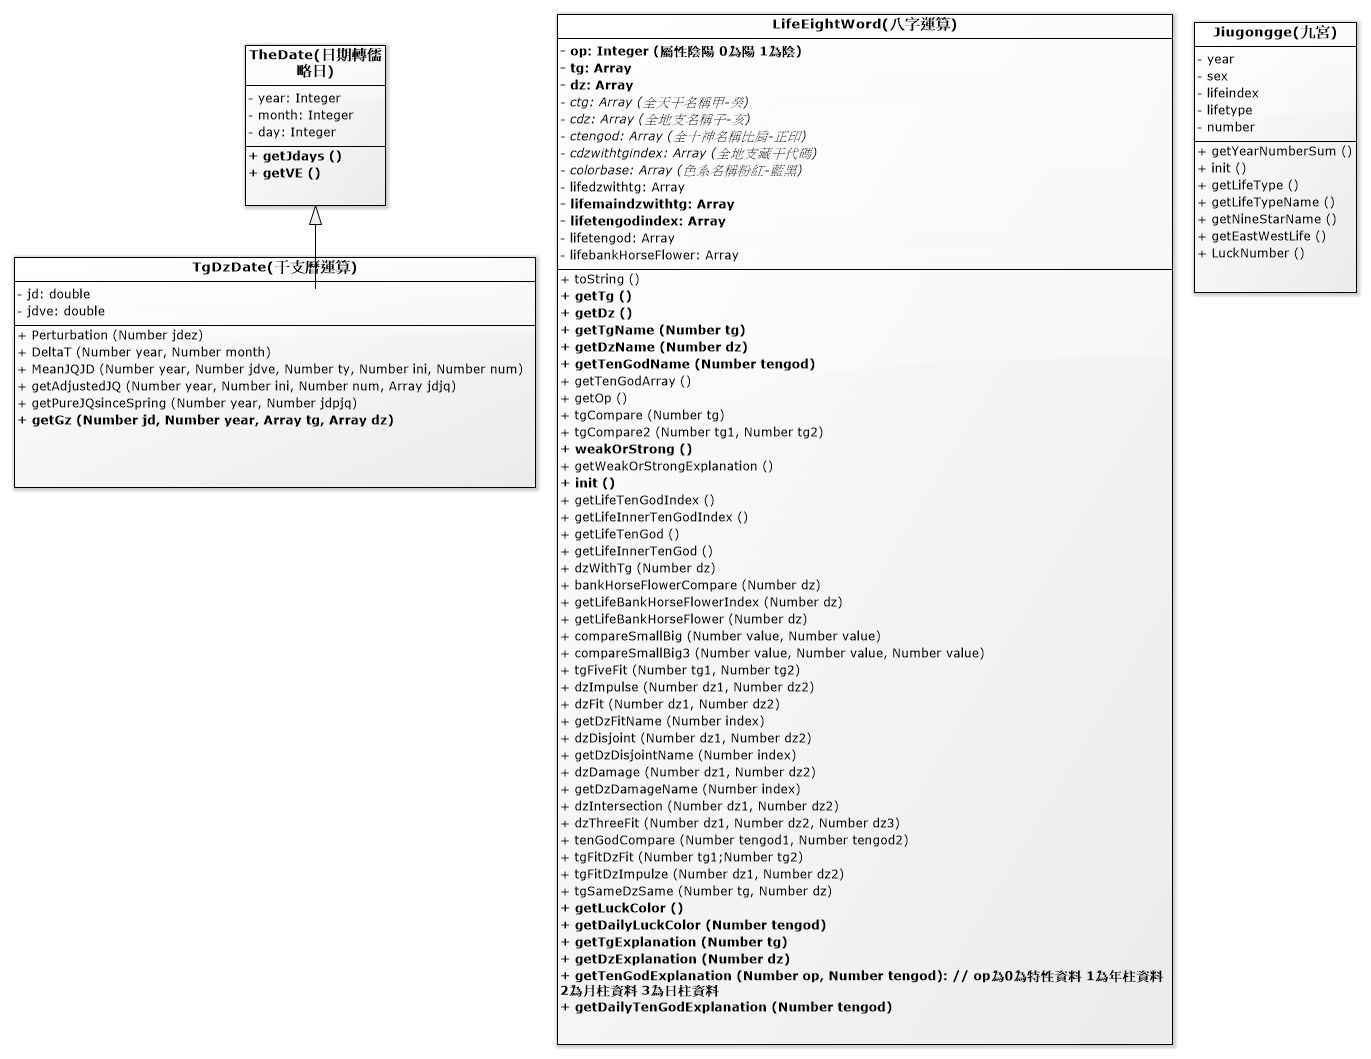 TheDate(日期轉儒
略日)
- year: Integer
- month: Integer
- day: Integer
+ getJdays ()
+ getVE ()
TgDzDate(干支曆運算)
- jd: double
- jdve: double
+ Perturbation (Number jdez)
+ DeltaT (Number year, Number month)
+ MeanJQJD (Number year, Number jdve, Number ty, Number ini, Number num)
+ getAdjustedJQ (Number year, Number ini, Number num, Array jdjq)
+ getPureJQsinceSpring (Number year, Number jdpjq)
+ getGz (Number jd, Number year, Array tg, Array dz)
LifeEightWord(八字運算)
- op: Integer (屬性陰陽 0為陽 1為陰)
- tg: Array
- dz: Array
- ctg: Array (全天干名稱甲-癸)
- cdz: Array (全地支名稱子-亥)
- ctengod: Array (全十神名稱比肩-正印)
- cdzwithtgindex: Array (全地支藏干代碼)
- colorbase: Array (色系名稱粉紅-藍黑)
- lifedzwithtg: Array
- lifemaindzwithtg: Array
- lifetengodindex: Array
- lifetengod: Array
- lifebankHorseFlower: Array
+ toString ()
+ getTg ()
+ getDz ()
+ getTgName (Number tg)
+ getDzName (Number dz)
+ getTenGodName (Number tengod)
+ getTenGodArray ()
+ getOp ()
+ tgCompare (Number tg)
+ tgCompare2 (Number tg1, Number tg2)
+ weakOrStrong ()
+ getWeakOrStrongExplanation ()
+ init ()
+ getLifeTenGodIndex ()
+ getLifeInnerTenGodIndex ()
+ getLifeTenGod ()
+ getLifeInnerTenGod ()
+ dzWithTg (Number dz)
+ bankHorseFlowerCompare (Number dz)
+ getLifeBankHorseFlowerIndex (Number dz)
+ getLifeBankHorseFlower (Number dz)
+ compareSmallBig (Number value, Number value)
+ compareSmallBig3 (Number value, Number value, Number value)
+ tgFiveFit (Number tg1, Number tg2)
+ dzImpulse (Number dz1, Number dz2)
+ dzFit (Number dz1, Number dz2)
+ getDzFitName (Number index)
+ dzDisjoint (Number dz1, Number dz2)
+ getDzDisjointName (Number index)
+ dzDamage (Number dz1, Number dz2)
+ getDzDamageName (Number index)
+ dzIntersection (Number dz1, Number dz2)
+ dzThreeFit (Number dz1, Number dz2, Number dz3)
+ tenGodCompare (Number tengod1, Number tengod2)
+ tgFitDzFit (Number tg1;Number tg2)
+ tgFitDzImpulze (Number dz1, Number dz2)
+ tgSameDzSame (Number tg, Number dz)
+ getLuckColor ()
+ getDailyLuckColor (Number tengod)
+ getTgExplanation (Number tg)
+ getDzExplanation (Number dz)
+ getTenGodExplanation (Number op, Number tengod): // op為0為特性資料 1為年柱資料
2為月柱資料 3為日柱資料
+ getDailyTenGodExplanation (Number tengod)
Jiugongge(九宮)
- year
- sex
- lifeindex
- lifetype
- number
+ getYearNumberSum ()
+ init ()
+ getLifeType ()
+ getLifeTypeName ()
+ getNineStarName ()
+ getEastWestLife ()
+ LuckNumber ()